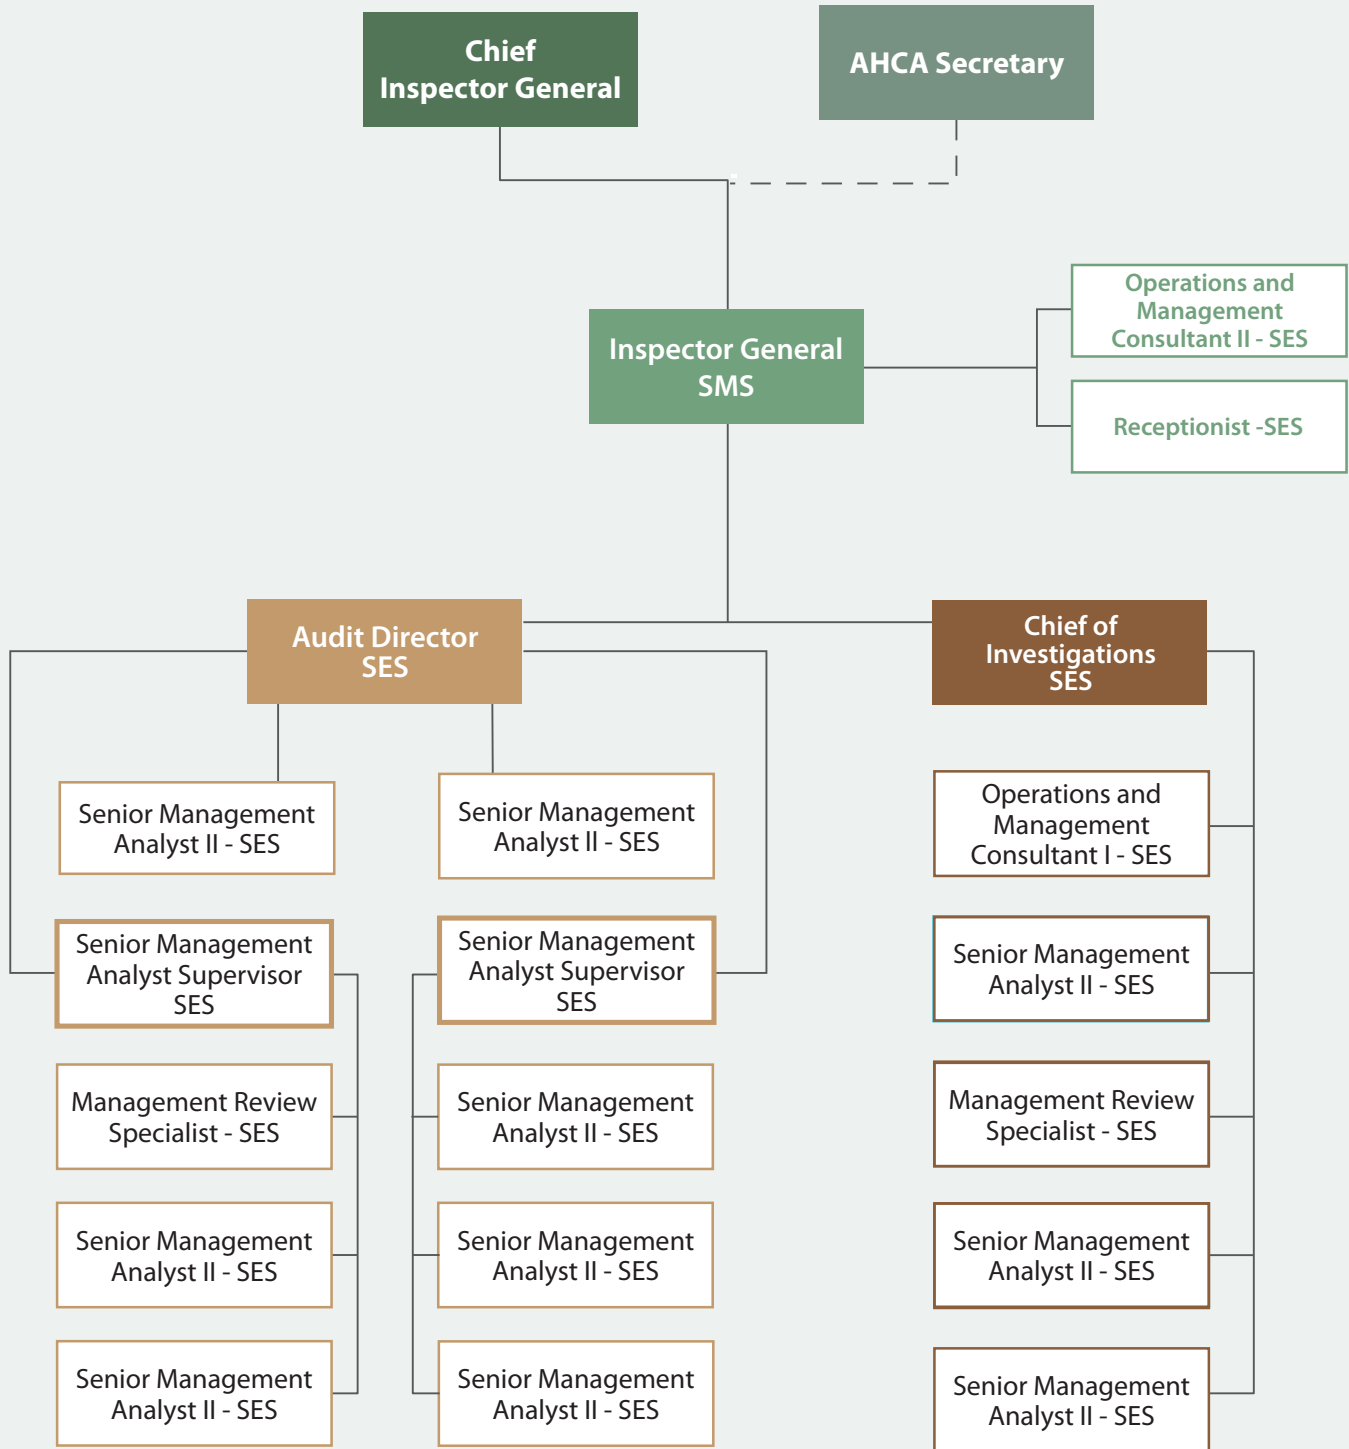 Chief
Inspector General
AHCA Secretary
Operations and
Management
Consultant II - SES
Inspector General
SMS
Receptionist -SES
Audit Director
SES
Chief of
Investigations
SES
Senior Management
Analyst II - SES
Senior Management
Analyst ll - SES
Operations and
Management
Consultant I - SES
Senior Management
Analyst Supervisor
SES
Senior Management
Analyst Supervisor
SES
Senior Management
Analyst II - SES
Management Review
Specialist - SES
Senior Management
Analyst II - SES
Management Review
Specialist - SES
Senior Management
Analyst II - SES
Senior Management
Analyst II - SES
Senior Management
Analyst II - SES
Senior Management
Analyst II - SES
Senior Management
Analyst II - SES
Senior Management
Analyst II - SES